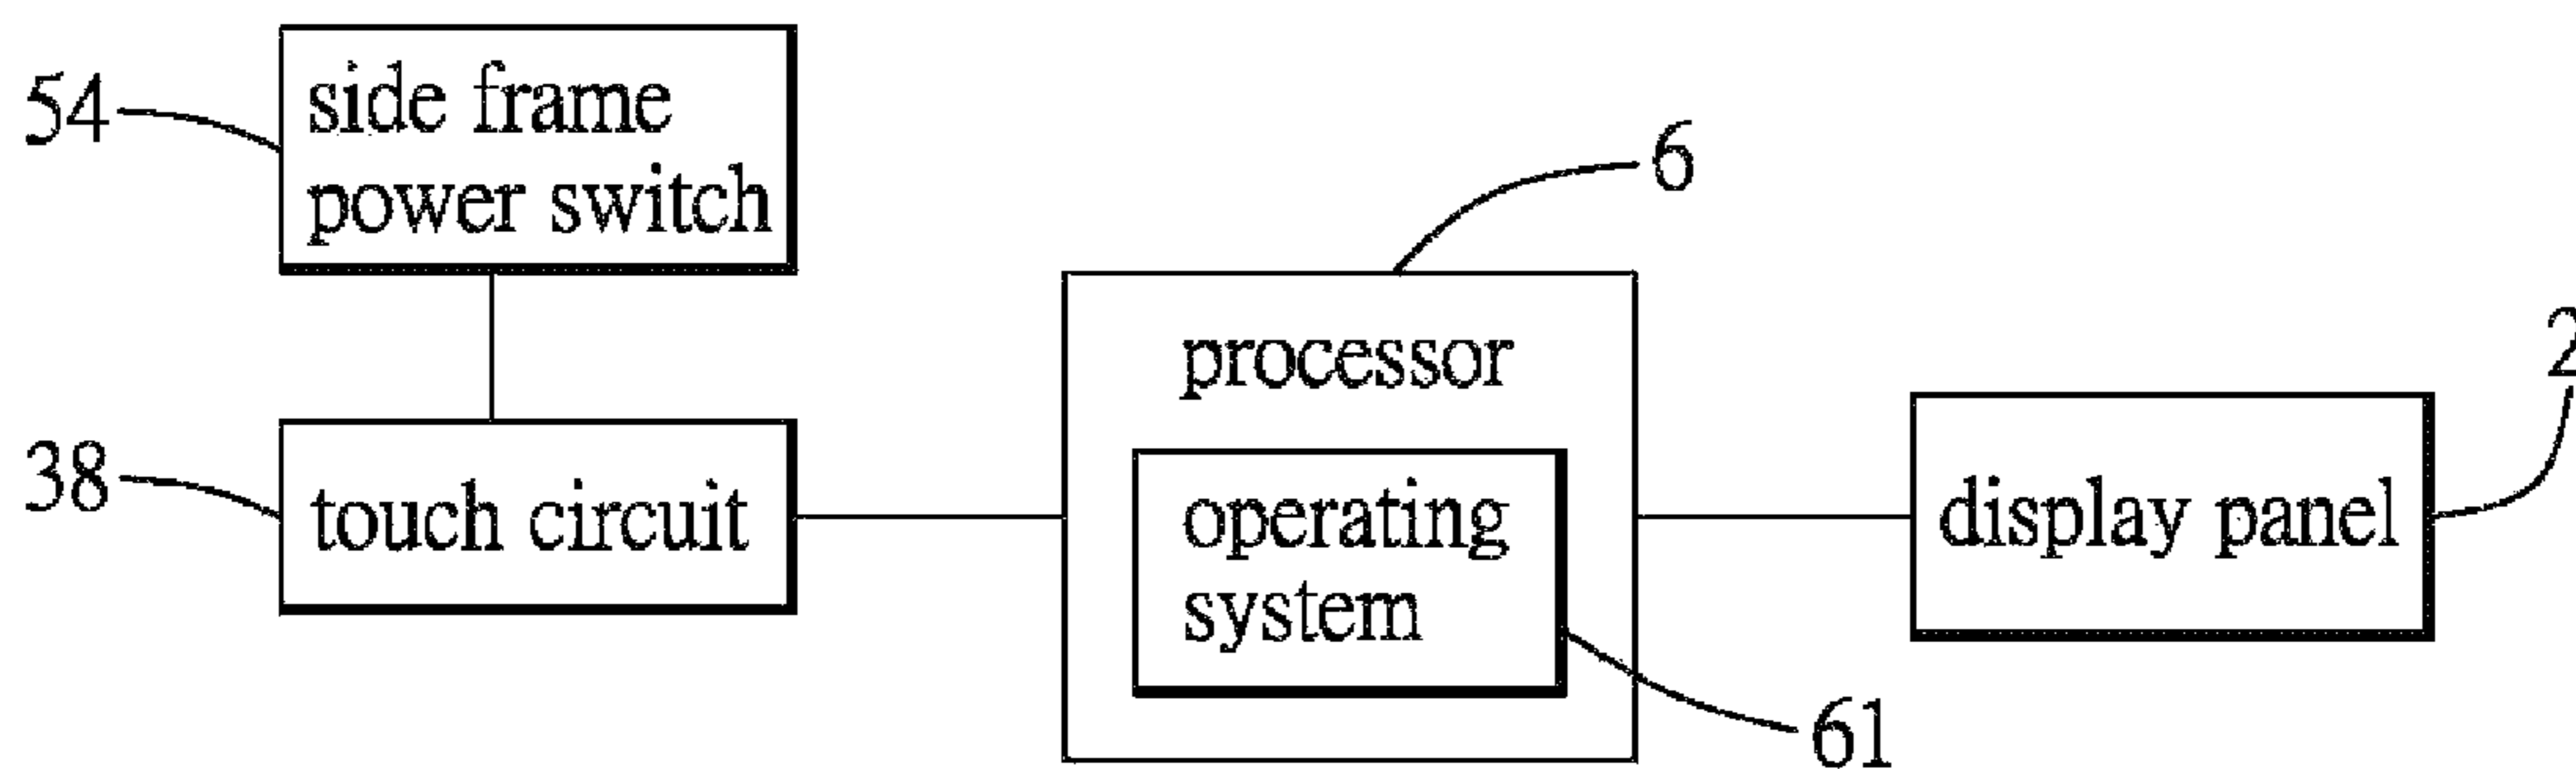 54
side frame
power switch
6
processor
2
38
touch circuit
operating
system
display panel
61